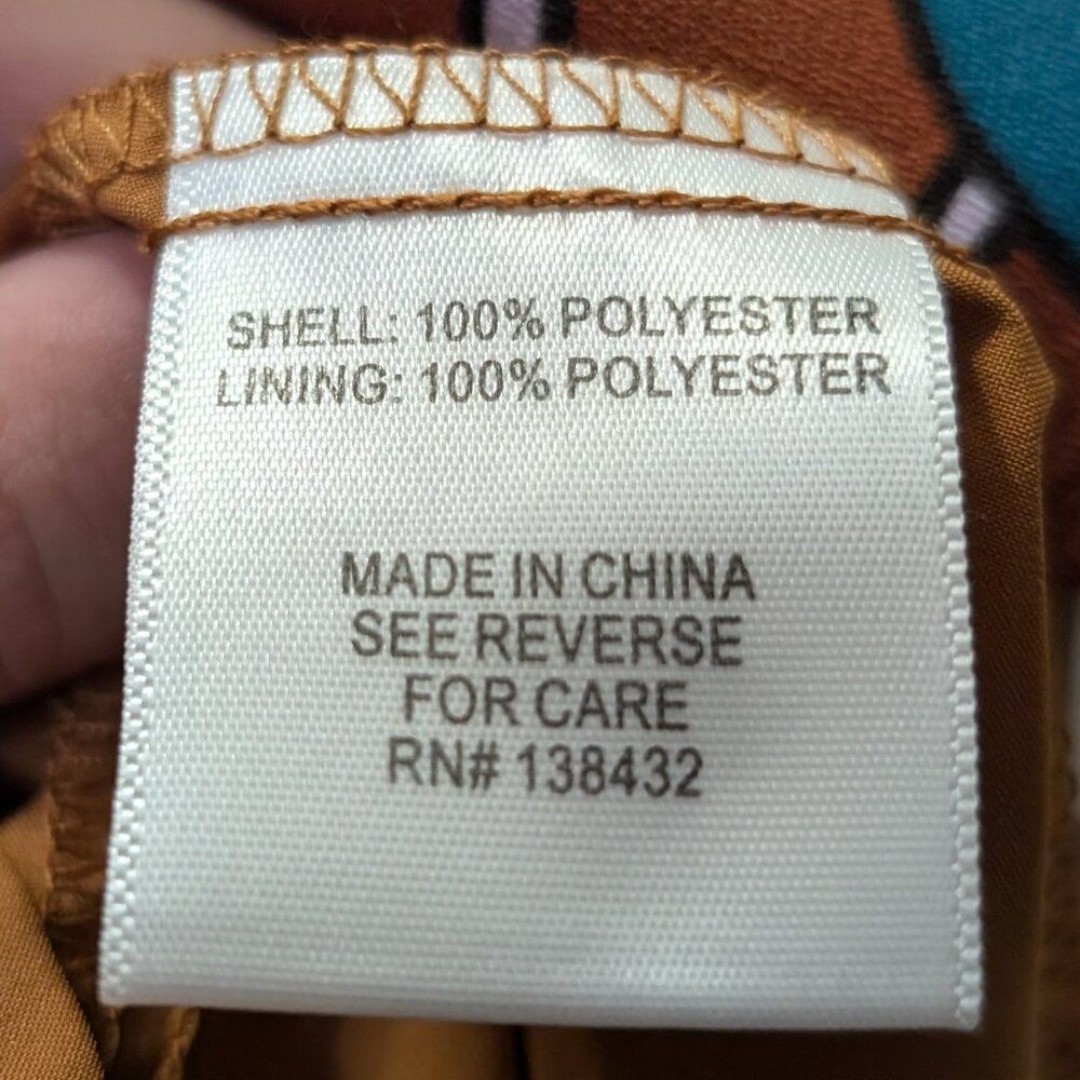 SHELL: 100% POLYESTER
LINING: 100% POLYESTER
MADE IN CHINA
SEE REVERSE
FOR CARE
RN# 138432